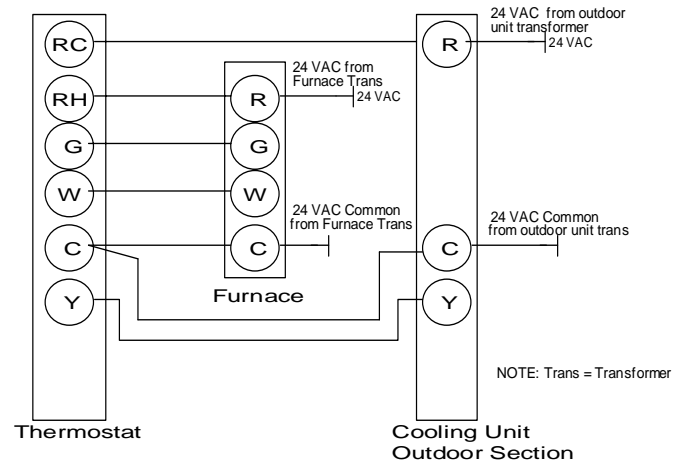 24 VAC from outdoor
unit transformer
24 VAC
RC
R
24 VAC from
Furnace Trans
24 VAC
RH
R
G
G
W
W
24 VAC Common
from Furnace Trans
24 VAC Common
from outdoor unit trans
C
C
C
Y
Y
Furnace
NOTE: Trans = Transformer
Thermostat
Cooling Unit
Outdoor Section